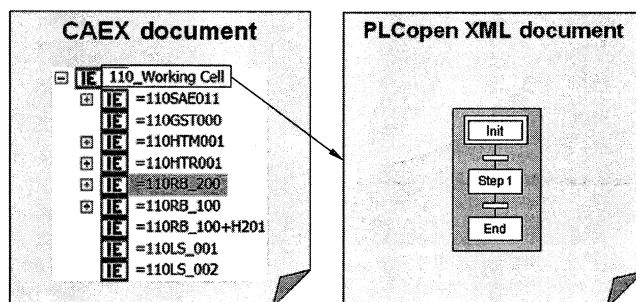 CAEX document
IE 110_Working Cell
IE =110SAE011
IE =110GST000
IE =110HTM001
IE =110HTR001
IE =110RB_200
IE =110RB_100
IE =110RB_100+H201
IE =110LS_001
IE =110LS_002
PLCopen XML document
Init
Step 1
End